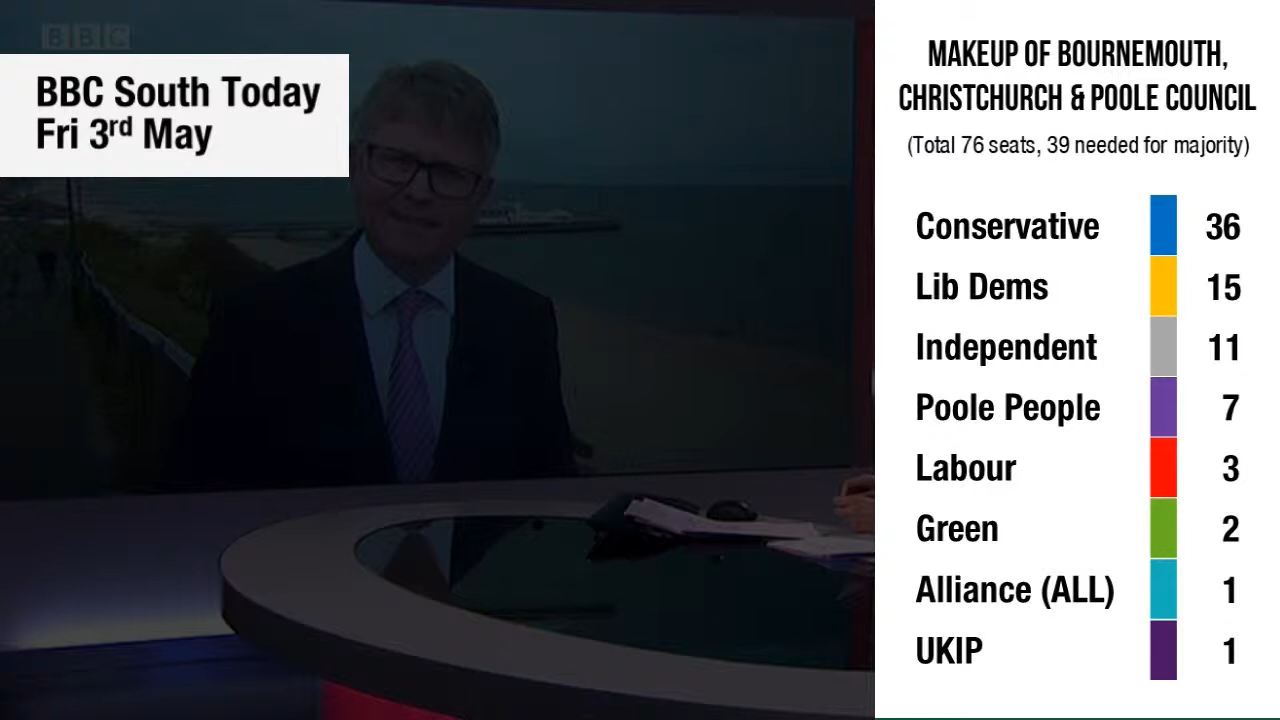 BBC
BBC South Today
Fri 3rd May
MAKEUP OF BOURNEMOUTH,
CHRISTCHURCH & POOLE COUNCIL
(Total 76 seats, 39 needed for majority)
Conservative 36
Lib Dems 15
Independent 11
Poole People 7
Labour 3
Green 2
Alliance (ALL) 1
UKIP 1